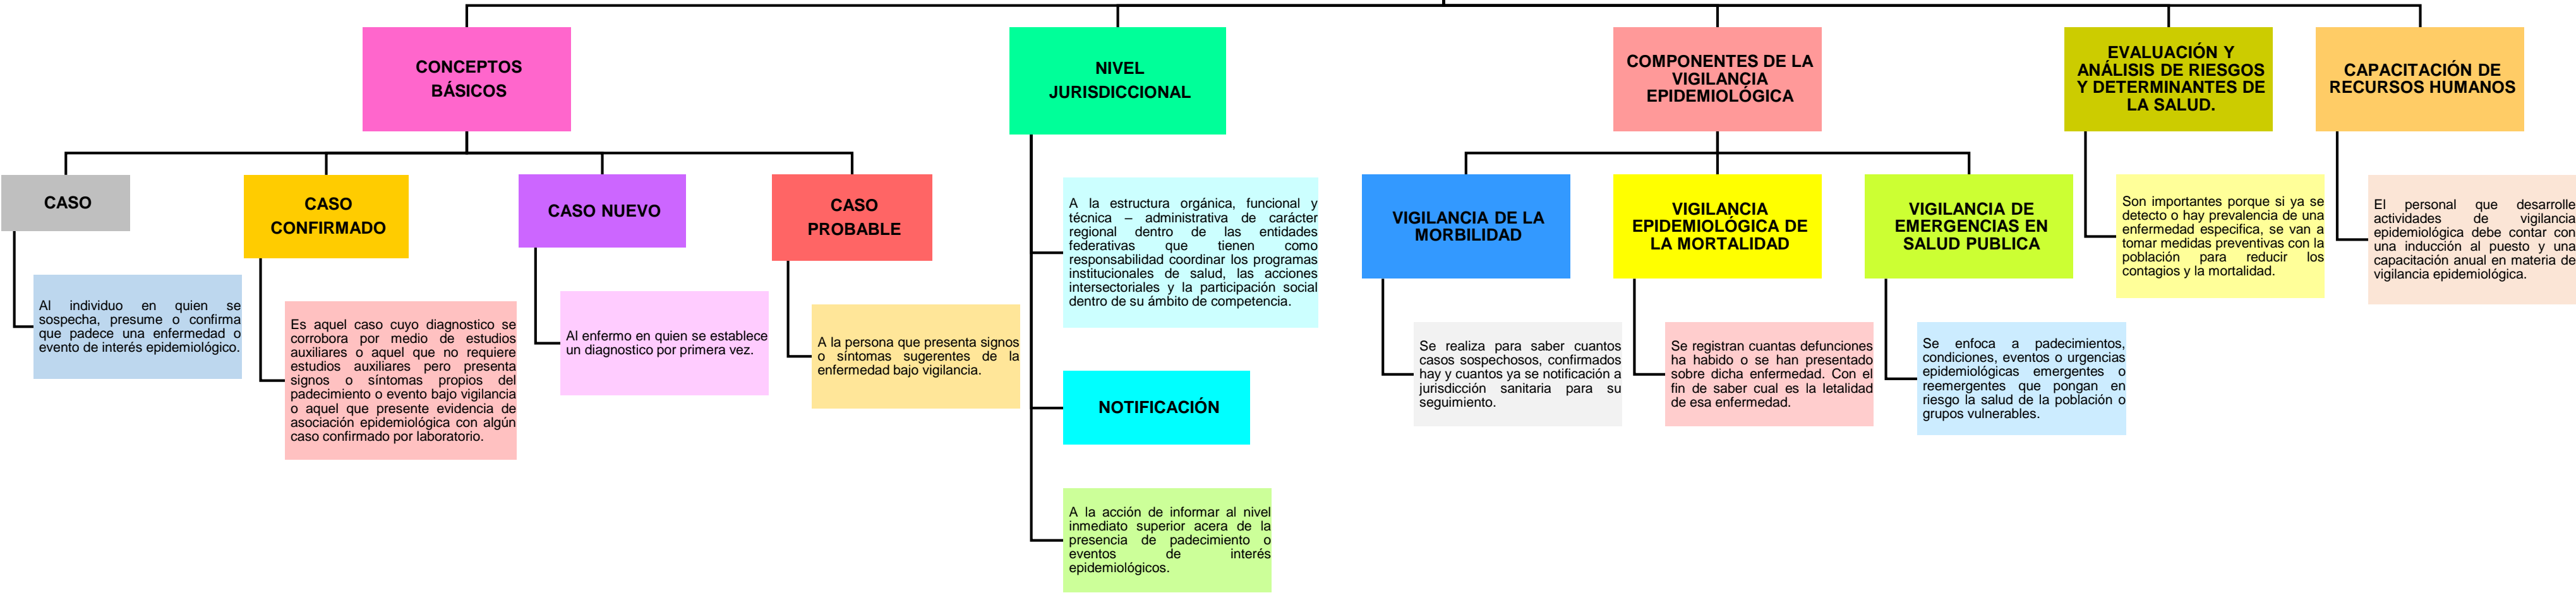 CONCEPTOS
BÁSICOS
CASO
Al individuo en quien se
sospecha, presume o confirma
que padece una enfermedad o
evento de interés epidemiológico.
CASO
CONFIRMADO
Es aquel caso cuyo diagnostico se
corrobora por medio de estudios
auxiliares o aquel que no requiere
estudios auxiliares pero presenta
signos o síntomas propios del
padecimiento o evento bajo vigilancia
o aquel que presente evidencia de
asociación epidemiológica con algún
caso confirmado por laboratorio.
CASO NUEVO
Al enfermo en quien se establece
un diagnostico por primera vez.
CASO
PROBABLE
A la persona que presenta signos
o síntomas sugerentes de la
enfermedad bajo vigilancia.
NIVEL
JURISDICCIONAL
A la estructura orgánica, funcional y
técnica – administrativa de carácter
regional dentro de las entidades
federativas que tienen como
responsabilidad coordinar los programas
institucionales de salud, las acciones
intersectoriales y la participación social
dentro de su ámbito de competencia.
NOTIFICACIÓN
A la acción de informar al nivel
inmediato superior acera de la
presencia de padecimiento o
eventos de interés
epidemiológicos.
COMPONENTES DE LA
VIGILANCIA
EPIDEMIOLÓGICA
VIGILANCIA DE LA
MORBILIDAD
Se realiza para saber cuantos
casos sospechosos, confirmados
hay y cuantos ya se notificación a
jurisdicción sanitaria para su
seguimiento.
VIGILANCIA
EPIDEMIOLÓGICA DE
LA MORTALIDAD
Se registran cuantas defunciones
ha habido o se han presentado
sobre dicha enfermedad. Con el
fin de saber cual es la letalidad
de esa enfermedad.
VIGILANCIA DE
EMERGENCIAS EN
SALUD PUBLICA
Se enfoca a padecimientos,
condiciones, eventos o urgencias
epidemiológicas emergentes o
reemergentes que pongan en
riesgo la salud de la población o
grupos vulnerables.
EVALUACIÓN Y
ANÁLISIS DE RIESGOS
Y DETERMINANTES DE
LA SALUD.
Son importantes porque si ya se
detecto o hay prevalencia de una
enfermedad especifica, se van a
tomar medidas preventivas con la
población para reducir los
contagios y la mortalidad.
CAPACITACIÓN DE
RECURSOS HUMANOS
El personal que desarrolle
actividades de vigilancia
epidemiológica debe contar con
una inducción al puesto y una
capacitación anual en materia de
vigilancia epidemiológica.